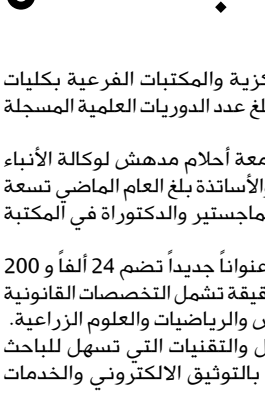 كزية والمكتبات الفرعية بكليات
لغ عدد الدوريات العلمية المسجلة
معة أحلام مدهش لوكالة الأنباء
والأساتذة بلغ العام الماضي تسعة
ماجستير والدكتوراة في المكتبة
عنواناً جديداً تضم 24 ألفاً و 200
قيقة تشمل التخصصات القانونية
والرياضيات والعلوم الزراعية.
ل والتقنيات التي تسهل للباحث
بالتوثيق الالكتروني والخدمات